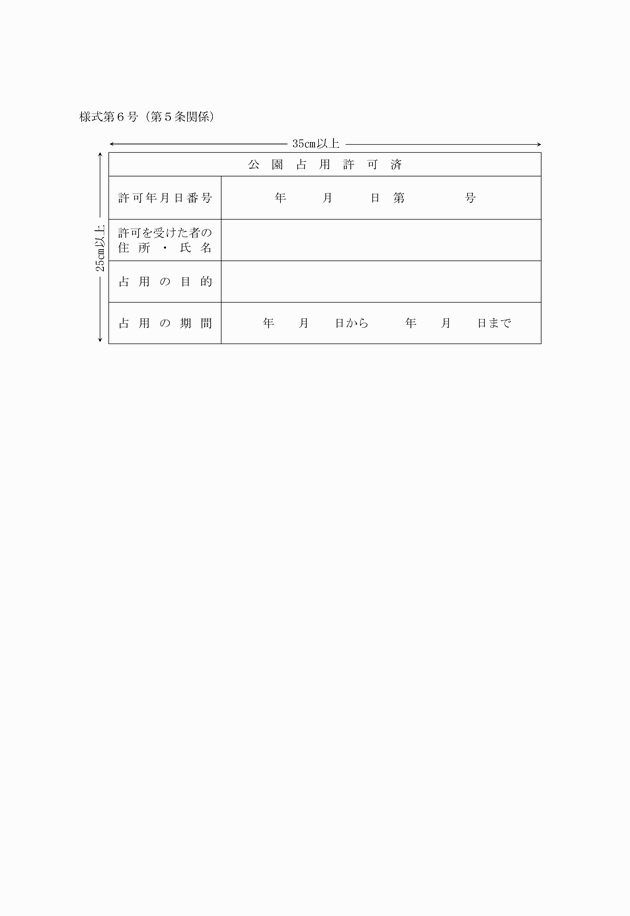 様式第６号（第５条関係）
35㎝以上
25㎝以上
公園占用許可済
許可年月日番号　年　月　日　第　号
許可を受けた者の
住所・氏名
占用の目的
占用の期間　年　月　日から　年　月　日まで